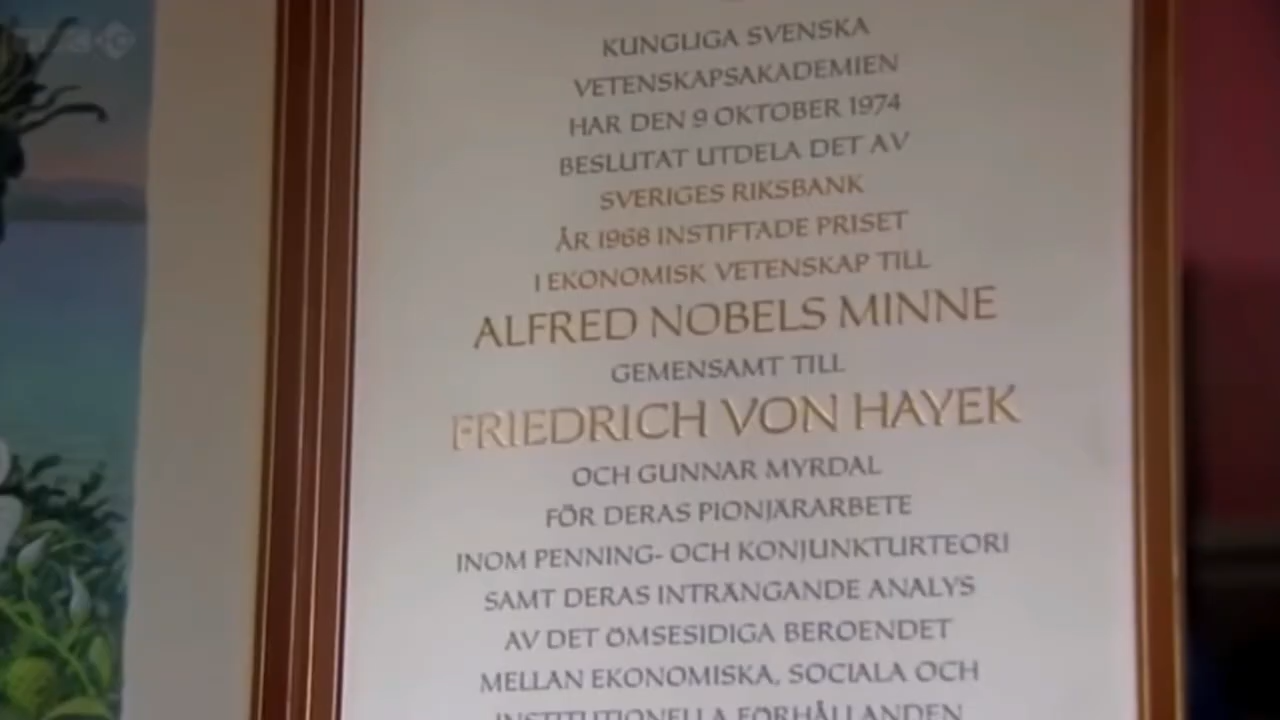 KUNGLIGA SVENSKA
VETENSKAPSAKADEMIEN
HAR DEN 9 OKTOBER 1974
BESLUTAT UTDELA DET AV
SVERIGES RIKSBANK
ÅR 1968 INSTIFTADE PRISET
I EKONOMISK VETENSKAP TILL
ALFRED NOBELS MINNE
GEMENSAMT TILL
FRIEDRICH VON HAYEK
OCH GUNNAR MYRDAL
FÖR DERAS PIONJÄRARBETE
INOM PENNING- OCH KONJUNKTURTEORI
SAMT DERAS INTRÄNGANDE ANALYS
AV DET ÖMSESIDIGA BEROENDET
MELLAN EKONOMISKA, SOCIALA OCH
INSTITUTIONELLA FÖRHÅLLANDEN